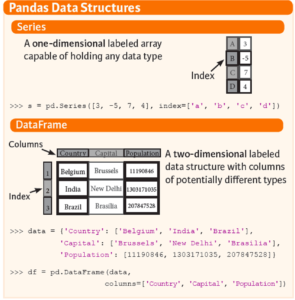 Pandas Data Structures
Series
A one-dimensional labeled array
capable of holding any data type
A 3
B -5
C 7
D 4
Index
>>> s = pd.Series([3, -5, 7, 4], index=['a', 'b', 'c', 'd'])
DataFrame
Columns
Country Capital Population
1 Belgium Brussels 11190846
2 India New Delhi 1303171035
3 Brazil Brasília 207847528
Index
A two-dimensional labeled
data structure with columns
of potentially different types
>>> data = {'Country': ['Belgium', 'India', 'Brazil'],
'Capital': ['Brussels', 'New Delhi', 'Brasília'],
'Population': [11190846, 1303171035, 207847528]}
>>> df = pd.DataFrame(data,
columns=['Country', 'Capital', 'Population'])